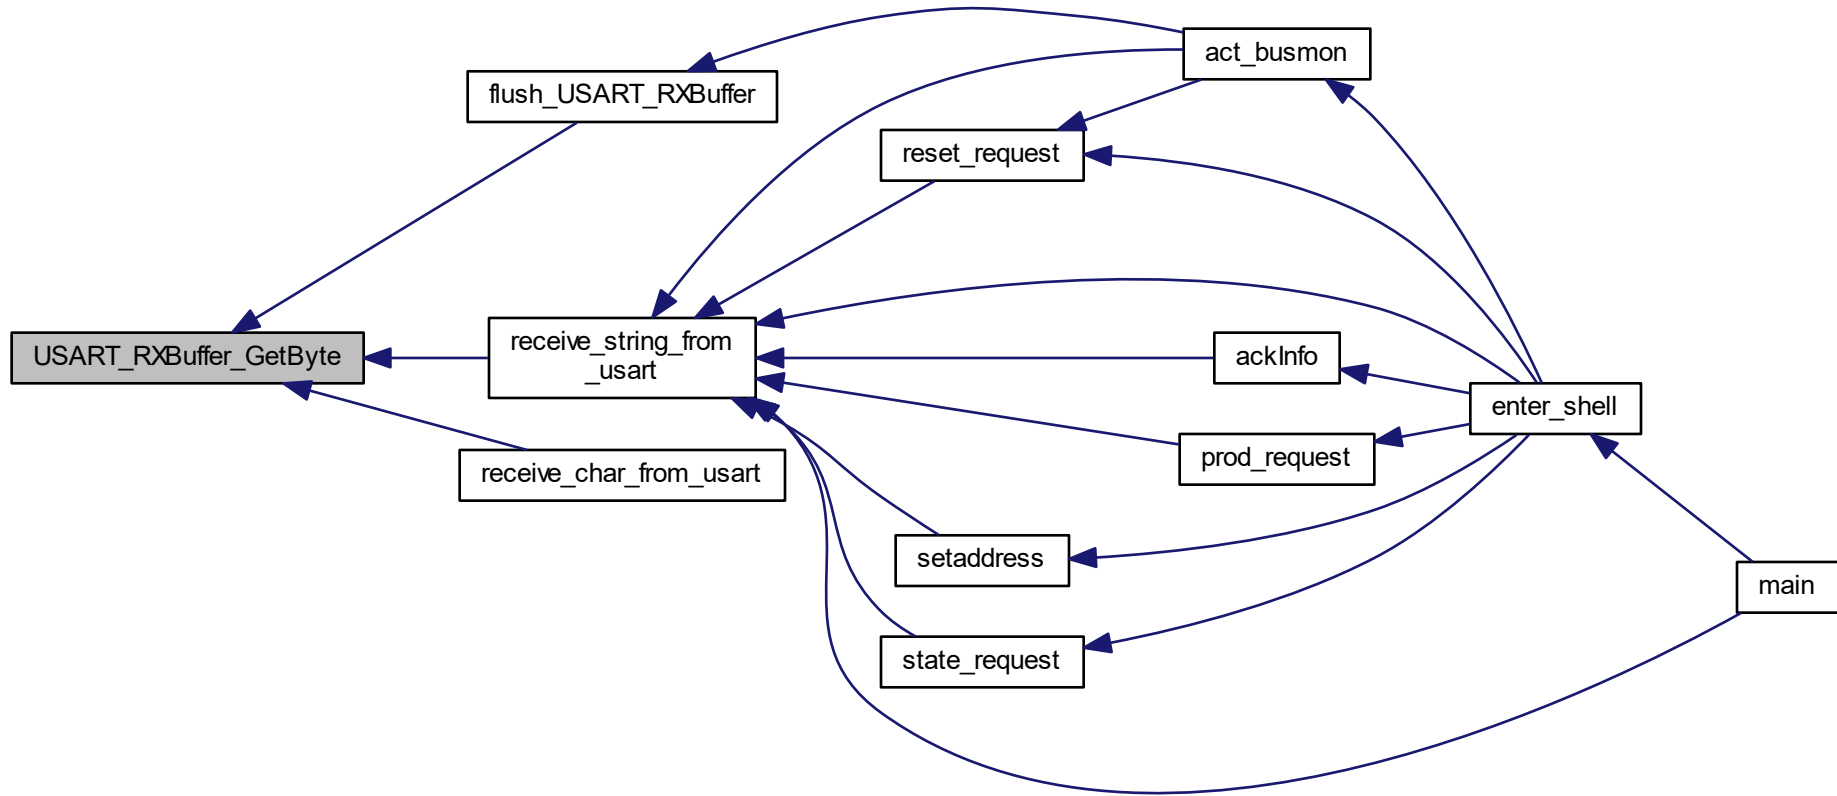 act_busmon
flush_USART_RXBuffer
reset_request
receive_string_from
_usart
USART_RXBuffer_GetByte
ackInfo
enter_shell
prod_request
receive_char_from_usart
setaddress
main
state_request